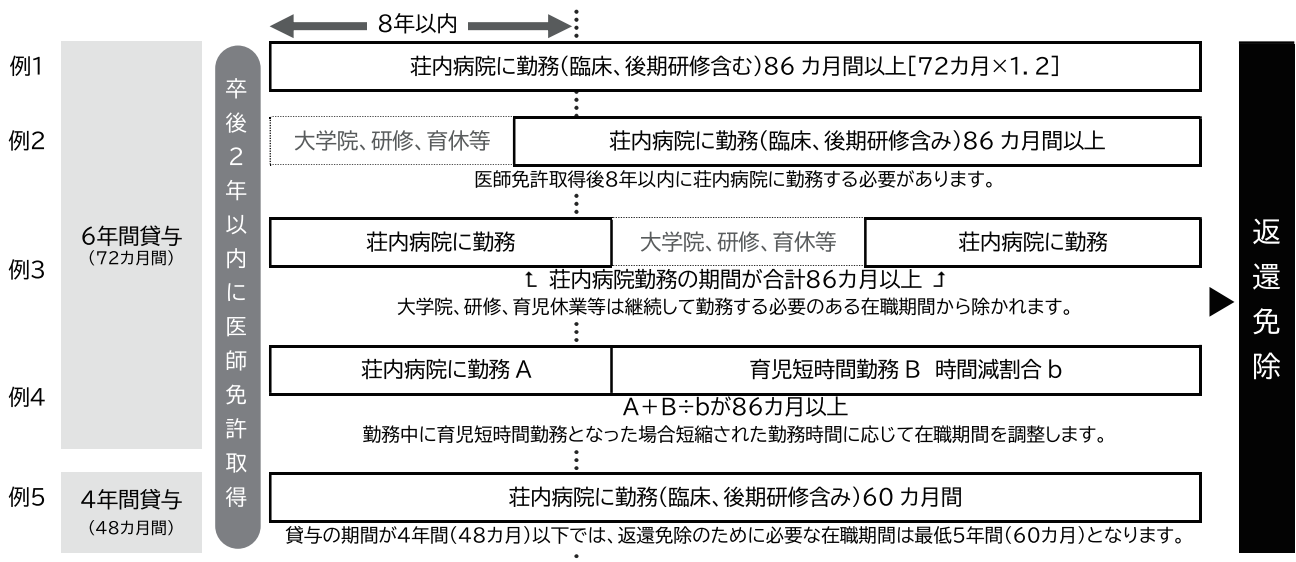 8年以内
例1
荘内病院に勤務(臨床、後期研修含む)86 カ月間以上[72カ月×1.2]
例2
大学院、研修、育休等
荘内病院に勤務(臨床、後期研修含み)86 カ月間以上
医師免許取得後8年以内に荘内病院に勤務する必要があります。
6年間貸与
(72カ月間)
卒後2年以内に医師免許取得
例3
荘内病院に勤務
大学院、研修、育休等
荘内病院に勤務
荘内病院勤務の期間が合計86カ月以上
大学院、研修、育児休業等は継続して勤務する必要のある在職期間から除かれます。
返還免除
例4
荘内病院に勤務 A
育児短時間勤務 B 時間減割合 b
A+B÷bが86カ月以上
勤務中に育児短時間勤務となった場合短縮された勤務時間に応じて在職期間を調整します。
例5
4年間貸与
(48カ月間)
荘内病院に勤務(臨床、後期研修含み)60 カ月間
貸与の期間が4年間(48カ月)以下では、返還免除のために必要な在職期間は最低5年間(60カ月)となります。